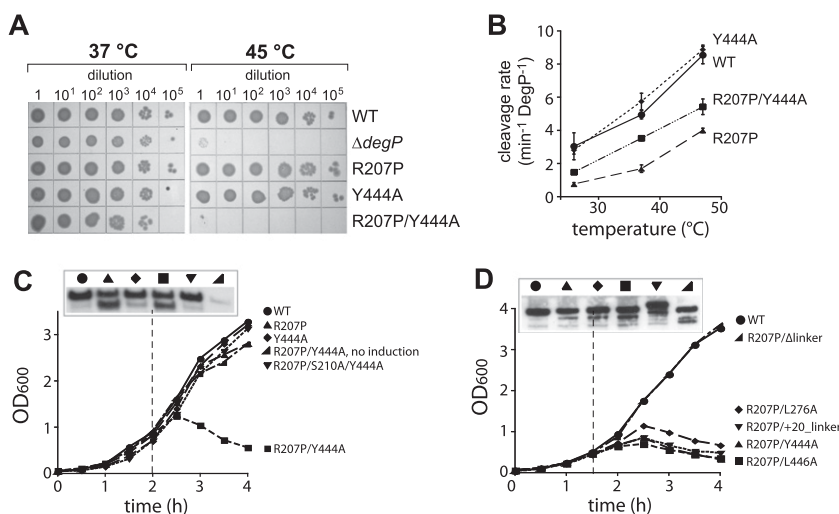 A
37 °C
45 °C
dilution
dilution
1 10¹ 10² 10³ 10⁴ 10⁵
1 10¹ 10² 10³ 10⁴ 10⁵
WT
ΔdegP
R207P
Y444A
R207P/Y444A
B
cleavage rate
(min⁻¹ DegP⁻¹)
10
8
6
4
2
0
30 40 50
temperature (°C)
Y444A
WT
R207P/Y444A
R207P
C
OD600
3
2
1
0
0 1 2 3 4
time (h)
WT
R207P
Y444A
R207P/Y444A, no induction
R207P/S210A/Y444A
R207P/Y444A
D
OD600
4
3
2
1
0
0 1 2 3 4
time (h)
WT
R207P/Δlinker
R207P/L276A
R207P/+20_linker
R207P/Y444A
R207P/L446A